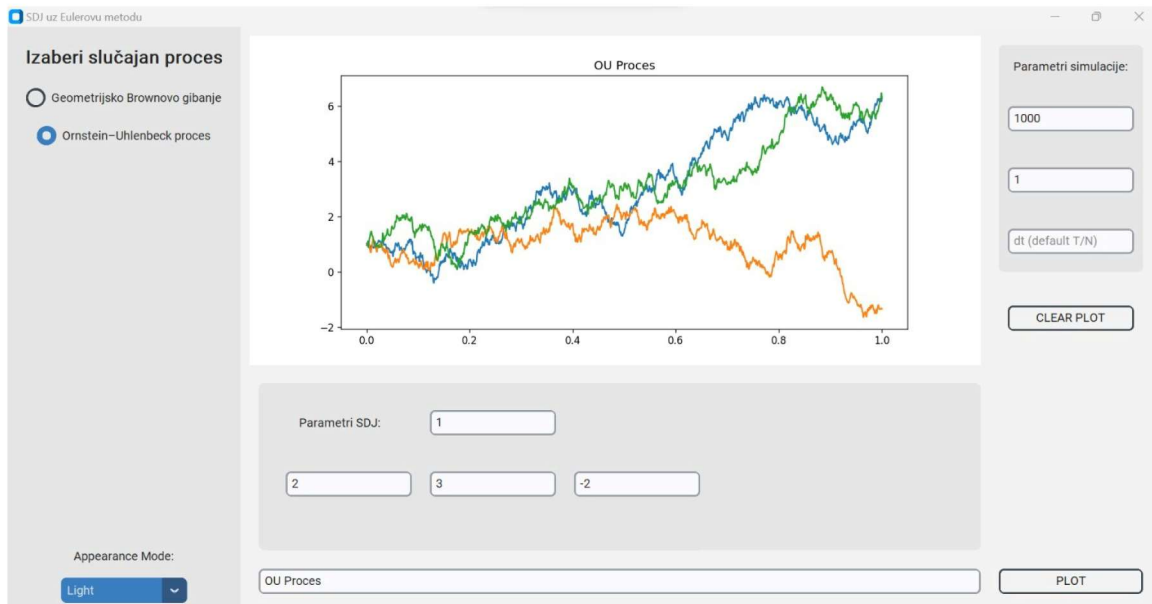 SDJ uz Eulerovu metodu
Izaberi slučajan proces
Geometrijsko Brownovo gibanje
Ornstein–Uhlenbeck proces
Appearance Mode:
Light
OU Proces
6
4
2
0
−2
0.0 0.2 0.4 0.6 0.8 1.0
Parametri SDJ: 1
2 3 -2
OU Proces
Parametri simulacije:
1000
1
dt (default T/N)
CLEAR PLOT
PLOT